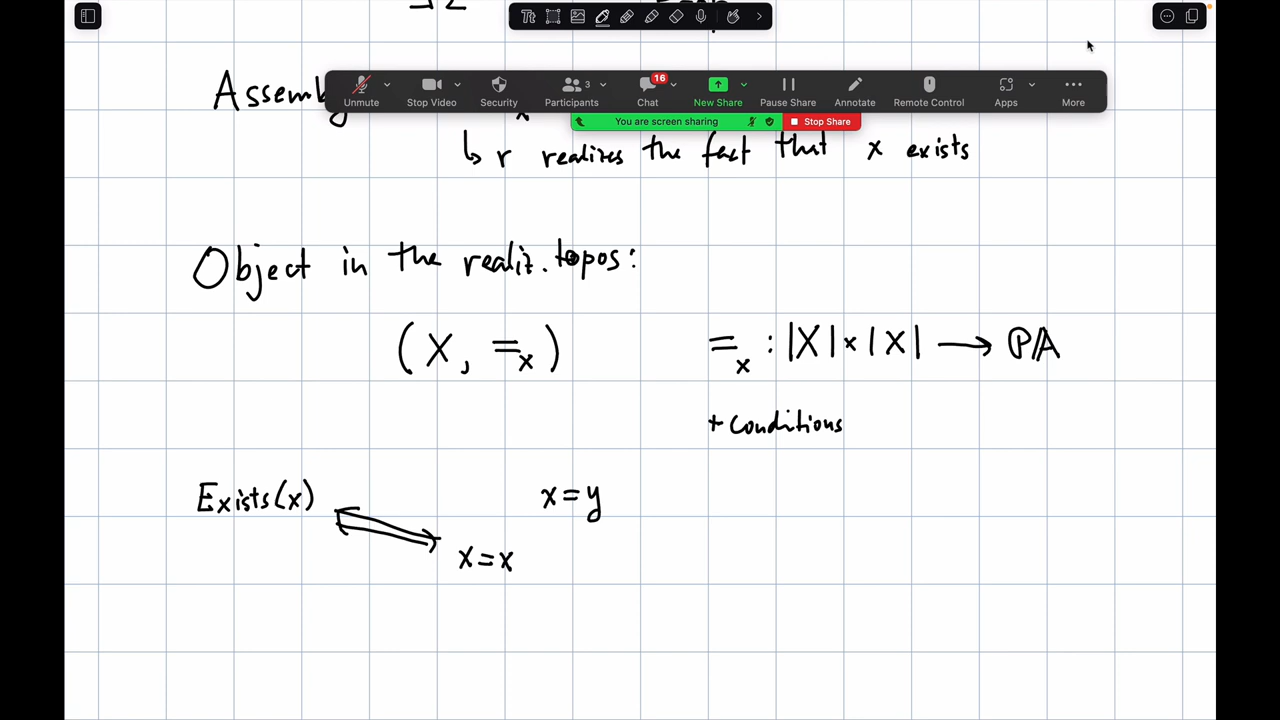 Assemb
Unmute Stop Video Security Participants 3 Chat 16 New Share Pause Share Annotate Remote Control Apps More
You are screen sharing Stop Share
↳ r realizes the fact that x exists
Object in the realiz. topos:
(X, =ₓ) =ₓ : |X| × |X| ⟶ ℙ𝔸
+ conditions
Exists(x) x = y
x = x